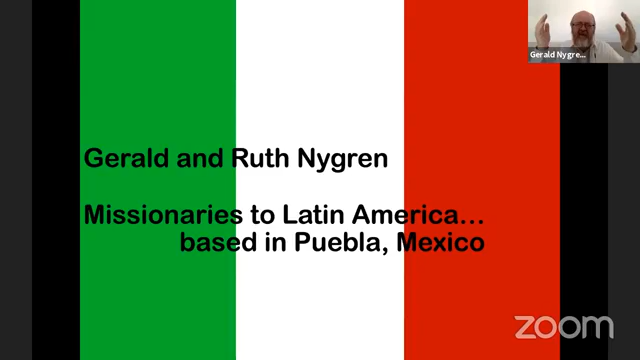 Gerald Nygre...
Gerald and Ruth Nygren
Missionaries to Latin America...
based in Puebla, Mexico
zoom